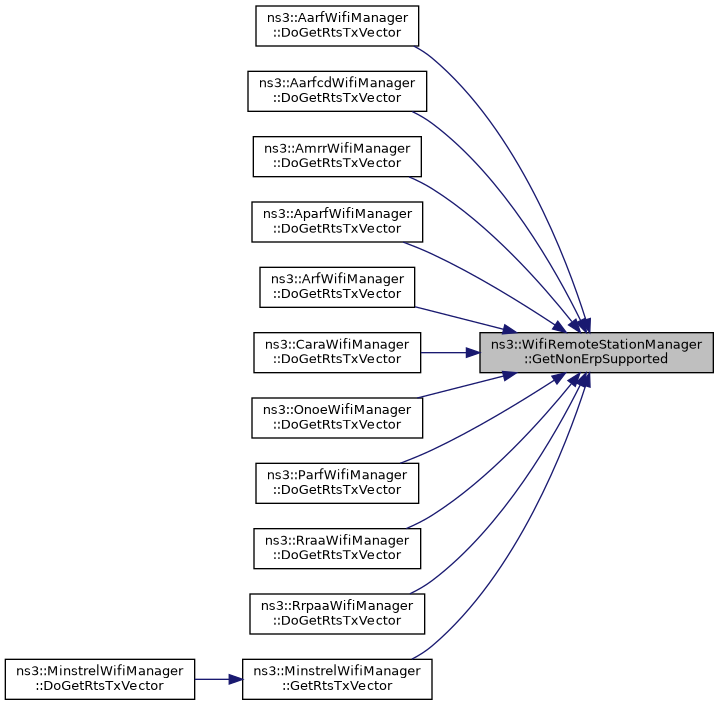 ns3::AarfWifiManager
::DoGetRtsTxVector
ns3::AarfcdWifiManager
::DoGetRtsTxVector
ns3::AmrrWifiManager
::DoGetRtsTxVector
ns3::AparfWifiManager
::DoGetRtsTxVector
ns3::ArfWifiManager
::DoGetRtsTxVector
ns3::WifiRemoteStationManager
::GetNonErpSupported
ns3::CaraWifiManager
::DoGetRtsTxVector
ns3::OnoeWifiManager
::DoGetRtsTxVector
ns3::ParfWifiManager
::DoGetRtsTxVector
ns3::RraaWifiManager
::DoGetRtsTxVector
ns3::RrpaaWifiManager
::DoGetRtsTxVector
ns3::MinstrelWifiManager
::DoGetRtsTxVector
ns3::MinstrelWifiManager
::GetRtsTxVector